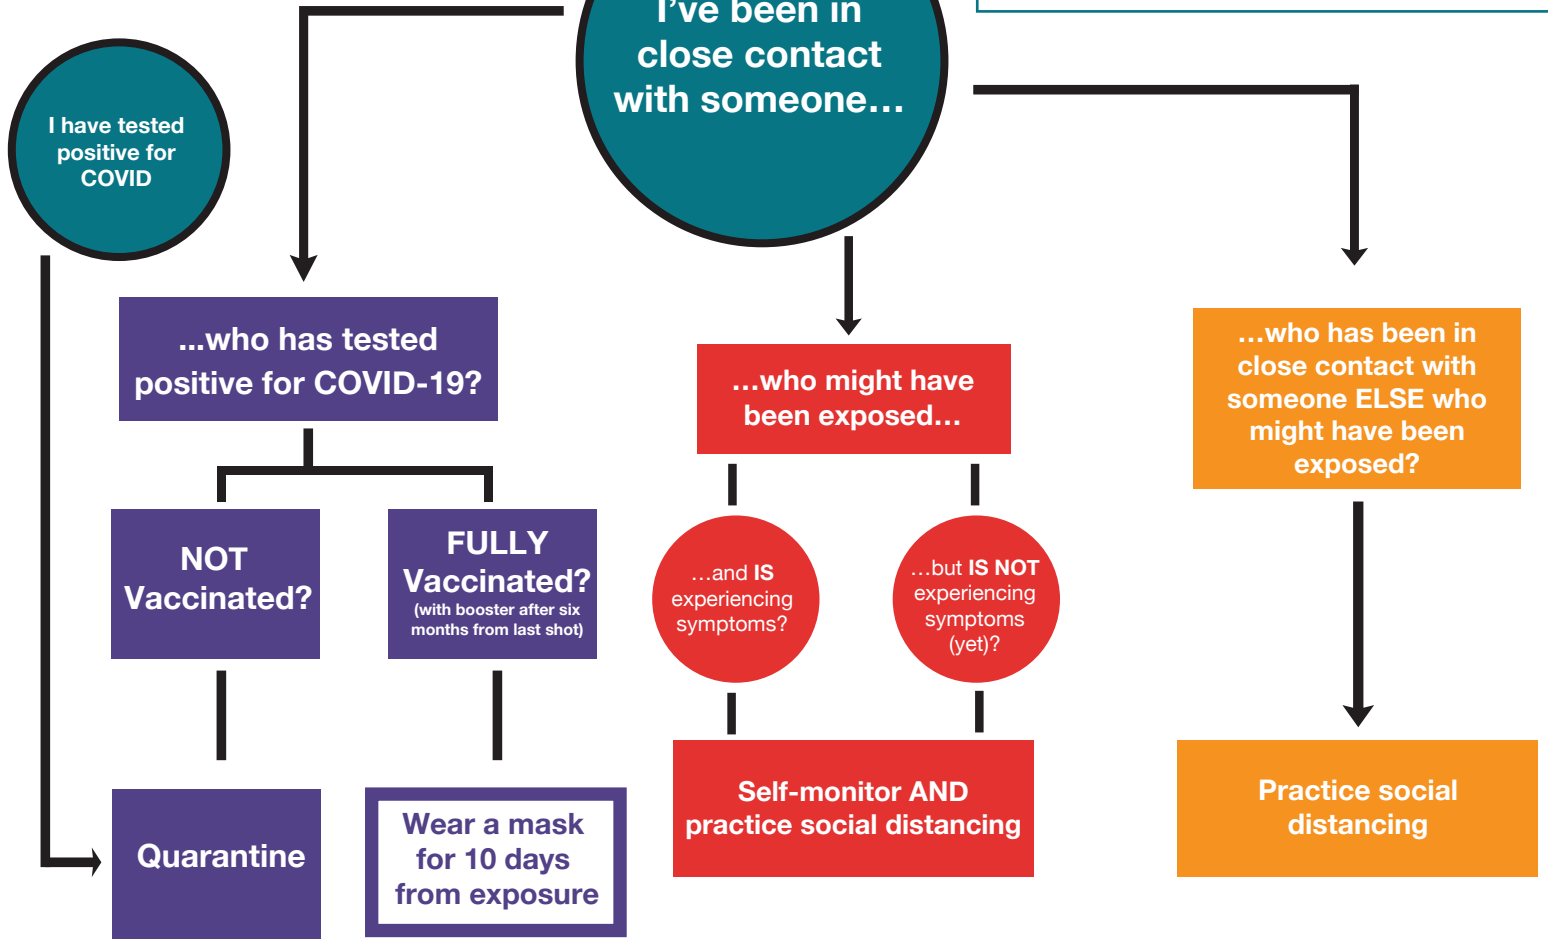 I've been in
close contact
with someone…
I have tested
positive for
COVID
...who has tested
positive for COVID-19?
…who might have
been exposed…
…who has been in
close contact with
someone ELSE who
might have been
exposed?
NOT
Vaccinated?
FULLY
Vaccinated?
(with booster after six
months from last shot)
…and IS
experiencing
symptoms?
…but IS NOT
experiencing
symptoms
(yet)?
Quarantine
Wear a mask
for 10 days
from exposure
Self-monitor AND
practice social distancing
Practice social
distancing